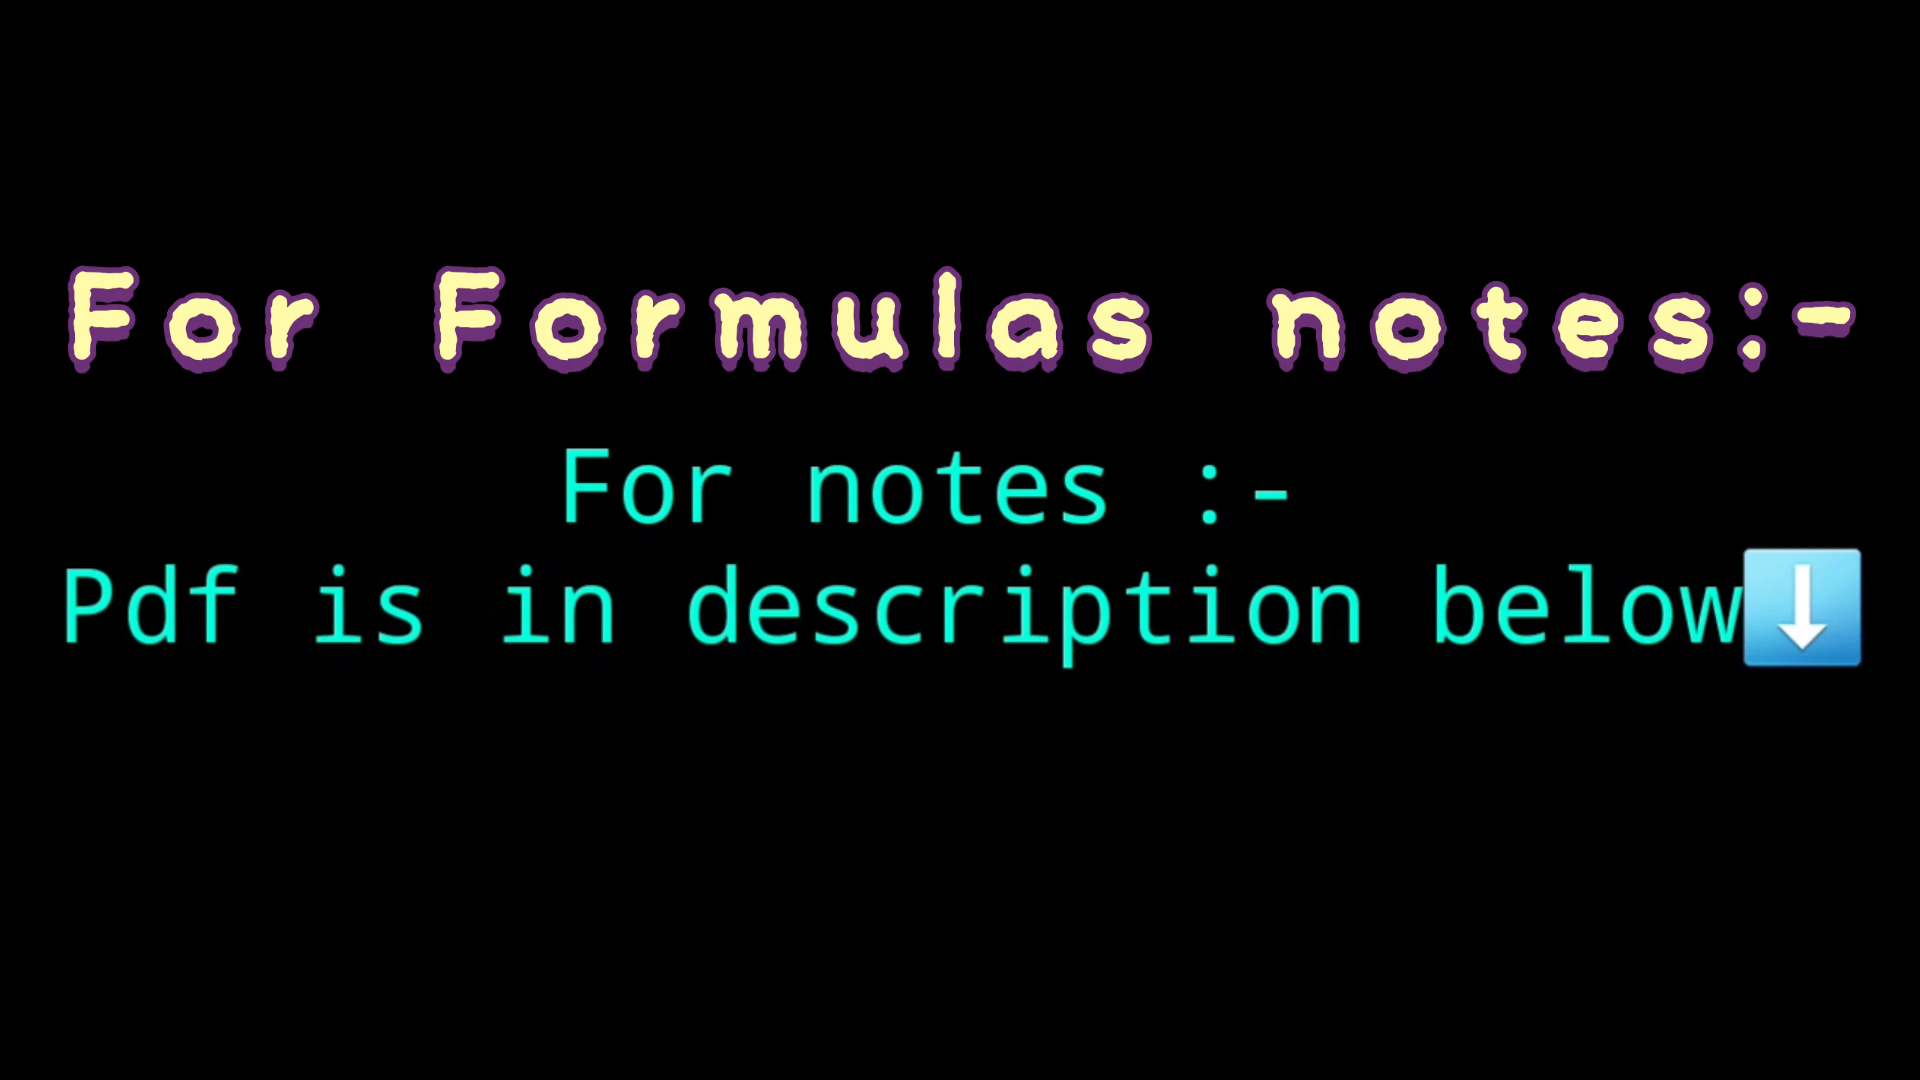 For Formulas notes:-
For notes :-
Pdf is in description below⬇️